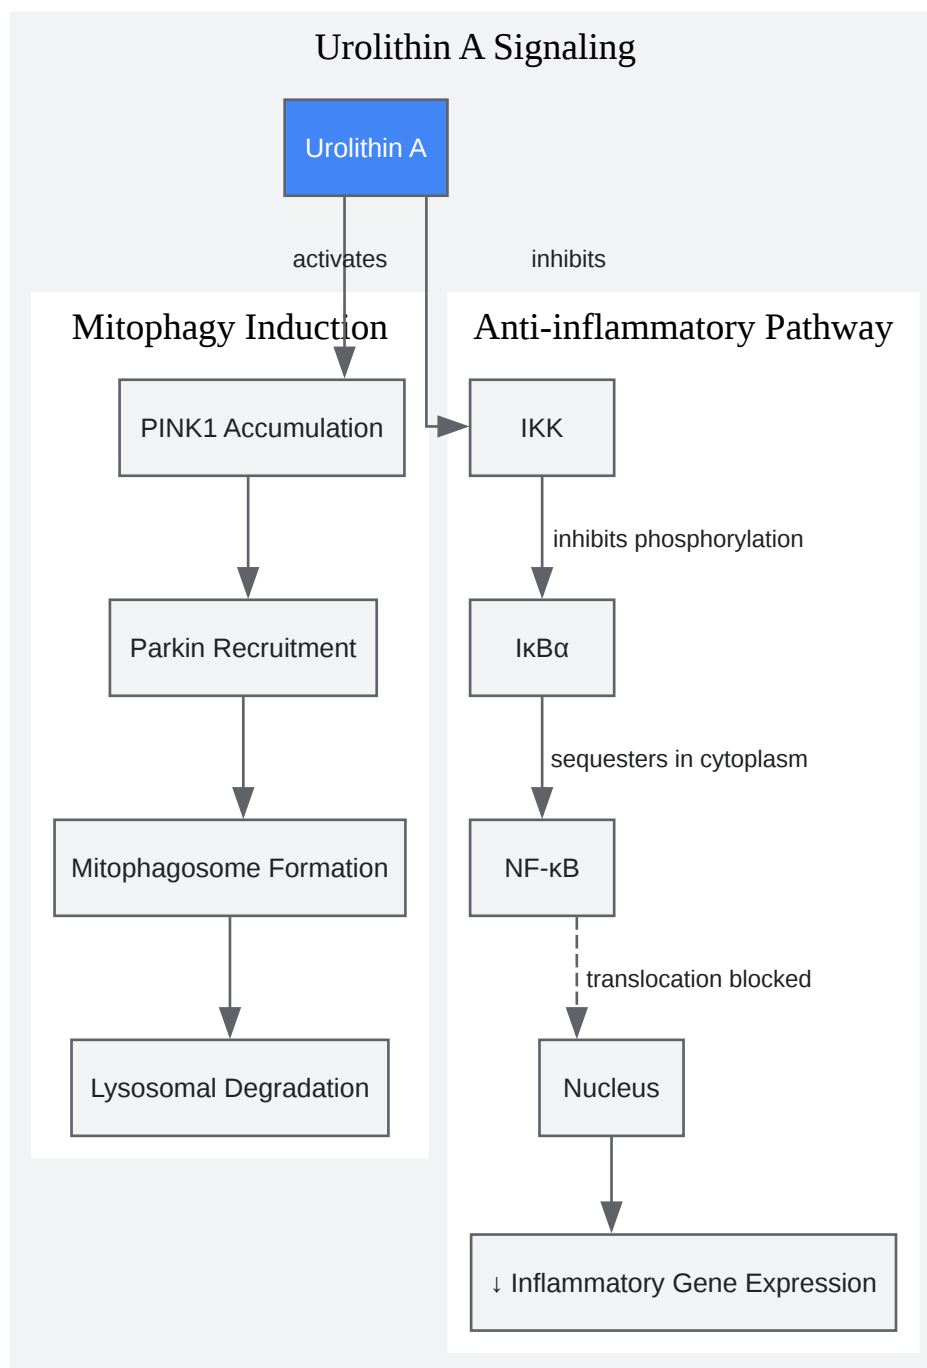 Urolithin A Signaling
Urolithin A
activates
inhibits
Mitophagy Induction
PINK1 Accumulation
Parkin Recruitment
Mitophagosome Formation
Lysosomal Degradation
Anti-inflammatory Pathway
IKK
inhibits phosphorylation
IκBα
sequesters in cytoplasm
NF-κB
translocation blocked
Nucleus
↓ Inflammatory Gene Expression